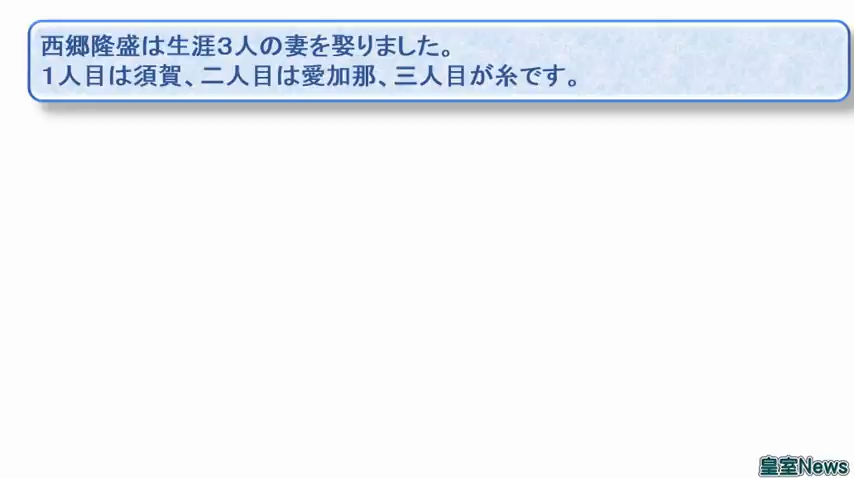 西郷隆盛は生涯３人の妻を娶りました。
１人目は須賀、二人目は愛加那、三人目が糸です。
皇室News